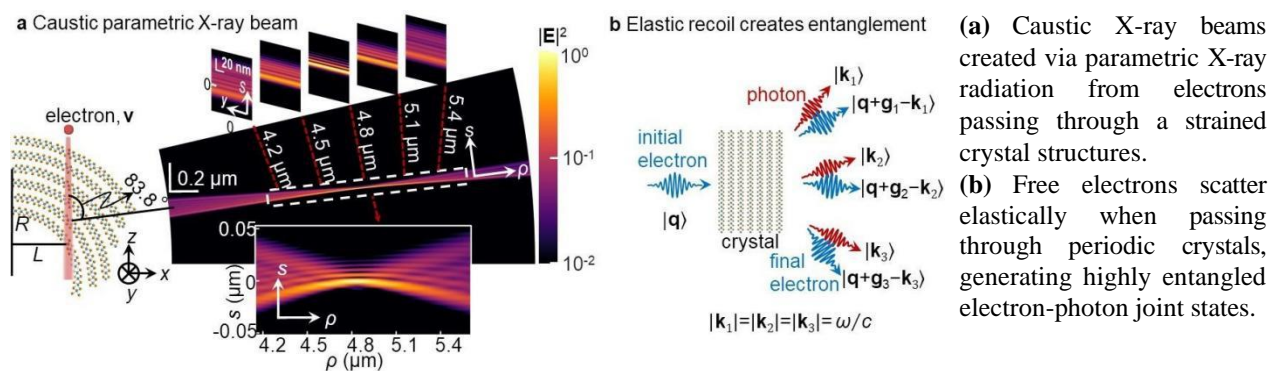 a Caustic parametric X-ray beam
20 nm
s
y
0
0
|E|²
10⁰
10⁻¹
10⁻²
electron, v
0.2 µm
4.2 µm
4.5 µm
4.8 µm
5.1 µm
5.4 µm
s
ρ
83.8°
R
L
z
x
y
0.05
0
-0.05
s (µm)
s
ρ
4.2 4.5 4.8 5.1 5.4
ρ (µm)
b Elastic recoil creates entanglement
photon
|k₁⟩
|q+g₁−k₁⟩
initial
electron
|q⟩
|k₂⟩
|q+g₂−k₂⟩
crystal
|k₃⟩
final
electron
|q+g₃−k₃⟩
|k₁|=|k₂|=|k₃|=ω/c
(a) Caustic X-ray beams
created via parametric X-ray
radiation from electrons
passing through a strained
crystal structures.
(b) Free electrons scatter
elastically when passing
through periodic crystals,
generating highly entangled
electron-photon joint states.